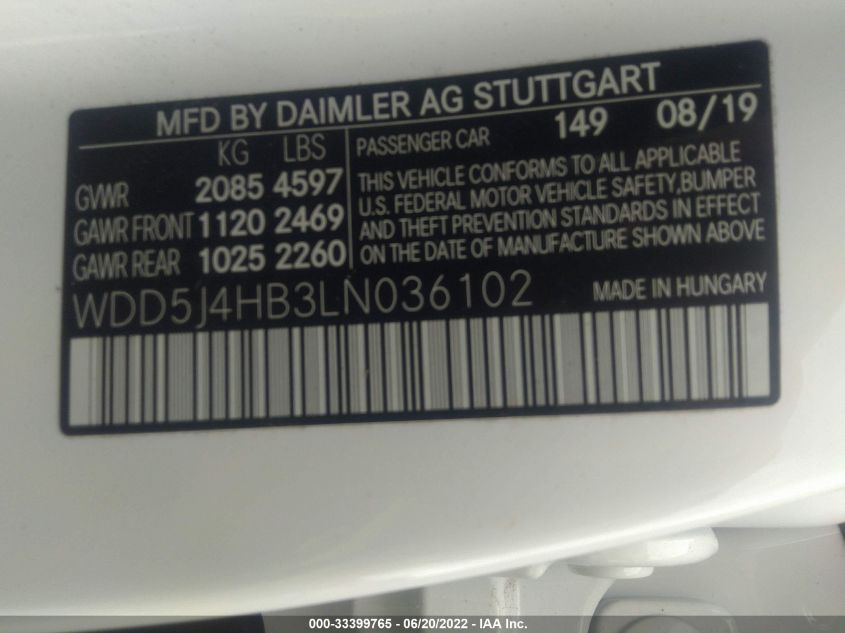 MFD BY DAIMLER AG STUTTGART
KG LBS
GVWR 2085 4597
GAWR FRONT 1120 2469
GAWR REAR 1025 2260
PASSENGER CAR 149 08/19
THIS VEHICLE CONFORMS TO ALL APPLICABLE
U.S. FEDERAL MOTOR VEHICLE SAFETY,BUMPER
AND THEFT PREVENTION STANDARDS IN EFFECT
ON THE DATE OF MANUFACTURE SHOWN ABOVE
WDD5J4HB3LN036102 MADE IN HUNGARY
000-33399765 - 06/20/2022 - IAAI.com